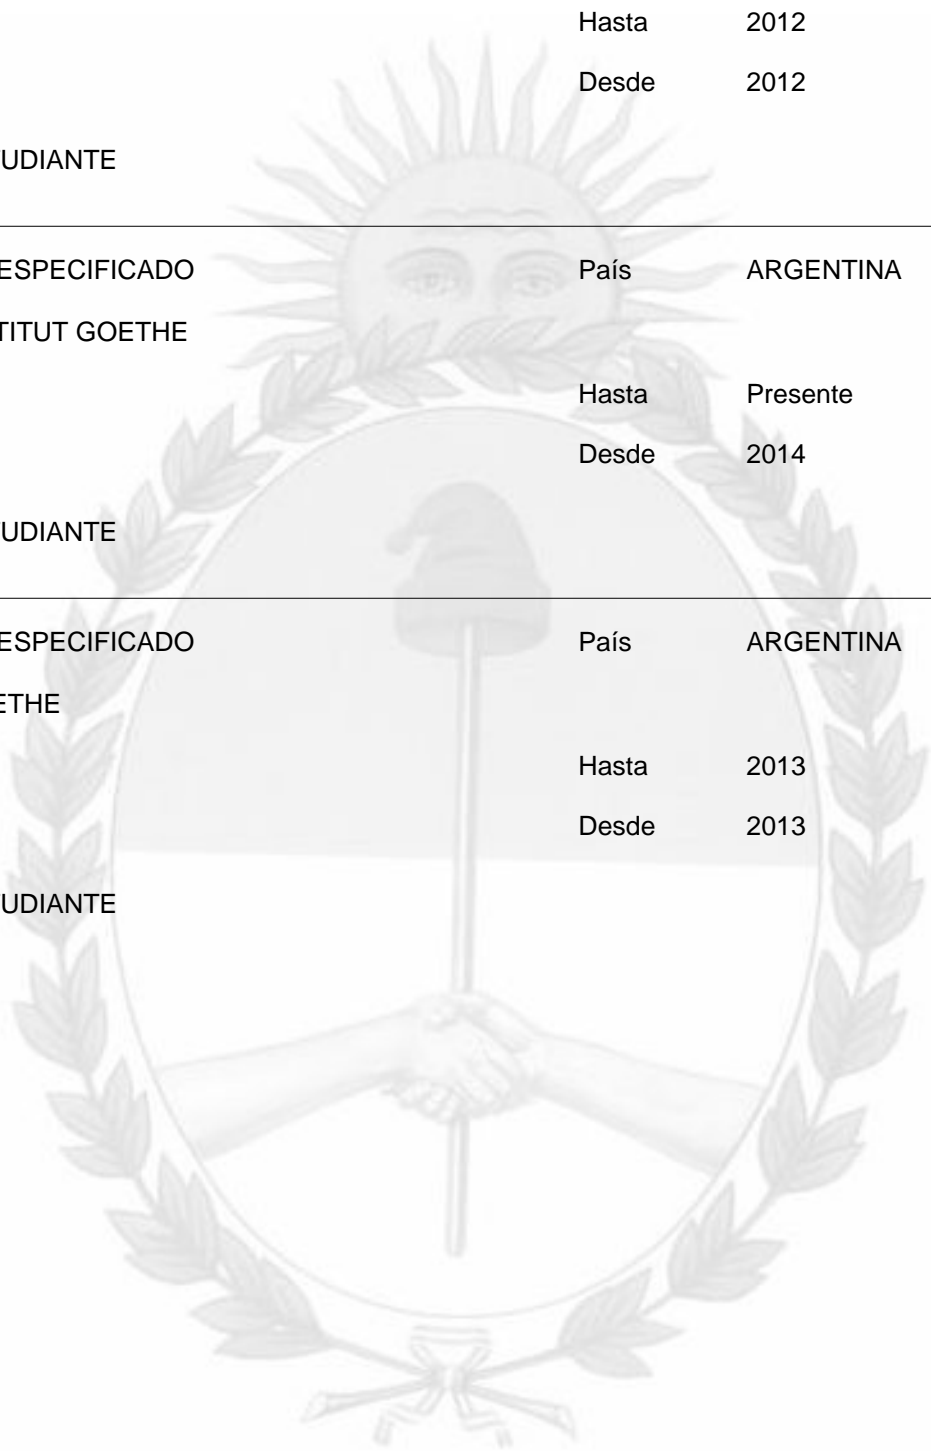 Hasta 2012
Desde 2012
UDIANTE
ESPECIFICADO País ARGENTINA
TITUT GOETHE
Hasta Presente
Desde 2014
UDIANTE
ESPECIFICADO País ARGENTINA
ETHE
Hasta 2013
Desde 2013
UDIANTE